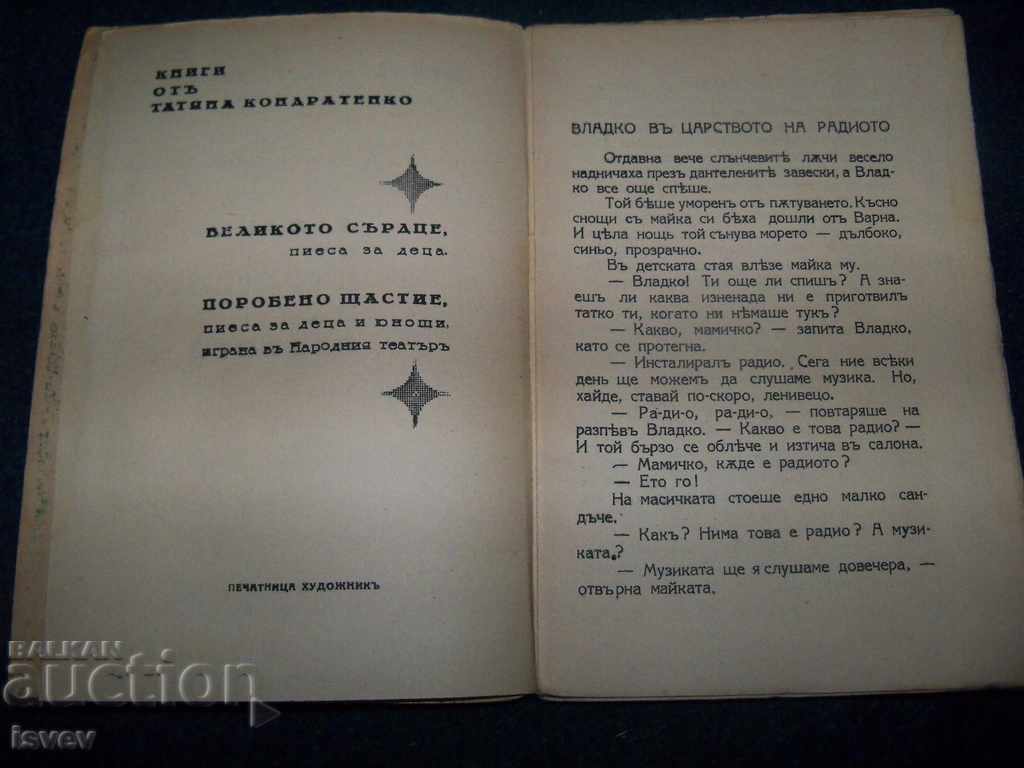 КНИГИ
ОТЪ
ТАТЯНА КОНДРАТЕНКО
ВЕЛИКОТО СЪРДЦЕ,
ПИЕСА ЗА ДЕЦА.
ПОРОБЕНО ЩАСТИЕ,
ПИЕСА ЗА ДЕЦА И ЮНОШИ,
ИГРАНА ВЪ НАРОДНИЯ ТЕАТЪРЪ
ПЕЧАТНИЦА ХУДОЖНИКЪ
ВЛАДКО ВЪ ЦАРСТВОТО НА РАДИОТО
Отдавна вече слънчевитѣ лѫчи весело
надничаха презъ дантеленитѣ завески, а Влад-
ко все още спѣше.
Той бѣше уморенъ отъ пѫтуването. Късно
снощи съ майка си бѣха дошли отъ Варна.
И цѣла нощь той сънува морето — дълбоко,
синьо, прозрачно.
Въ детската стая влѣзе майка му.
— Владко! Ти още ли спишъ? А зна-
ешъ ли каква изненада ни е приготвилъ
татко ти, когато ни нѣмаше тукъ?
— Какво, мамичко? — запита Владко,
като се протегна.
— Инсталиралъ радио. Сега ние всѣки
день ще можемъ да слушаме музика. Но,
хайде, ставай по-скоро, ленивецо.
— Ра-ди-о, ра-ди-о, — повтаряше на
разпѣвъ Владко. — Какво е това радио? —
И той бързо се облѣче и изтича въ салона.
— Мамичко, кѫде е радиото?
— Ето го!
На масичката стоеше едно малко сан-
дъче.
— Какъ? Нима това е радио? А музи-
ката?
— Музиката ще я слушаме довечера, —
отвърна майката.
BALKAN
auction
isvev